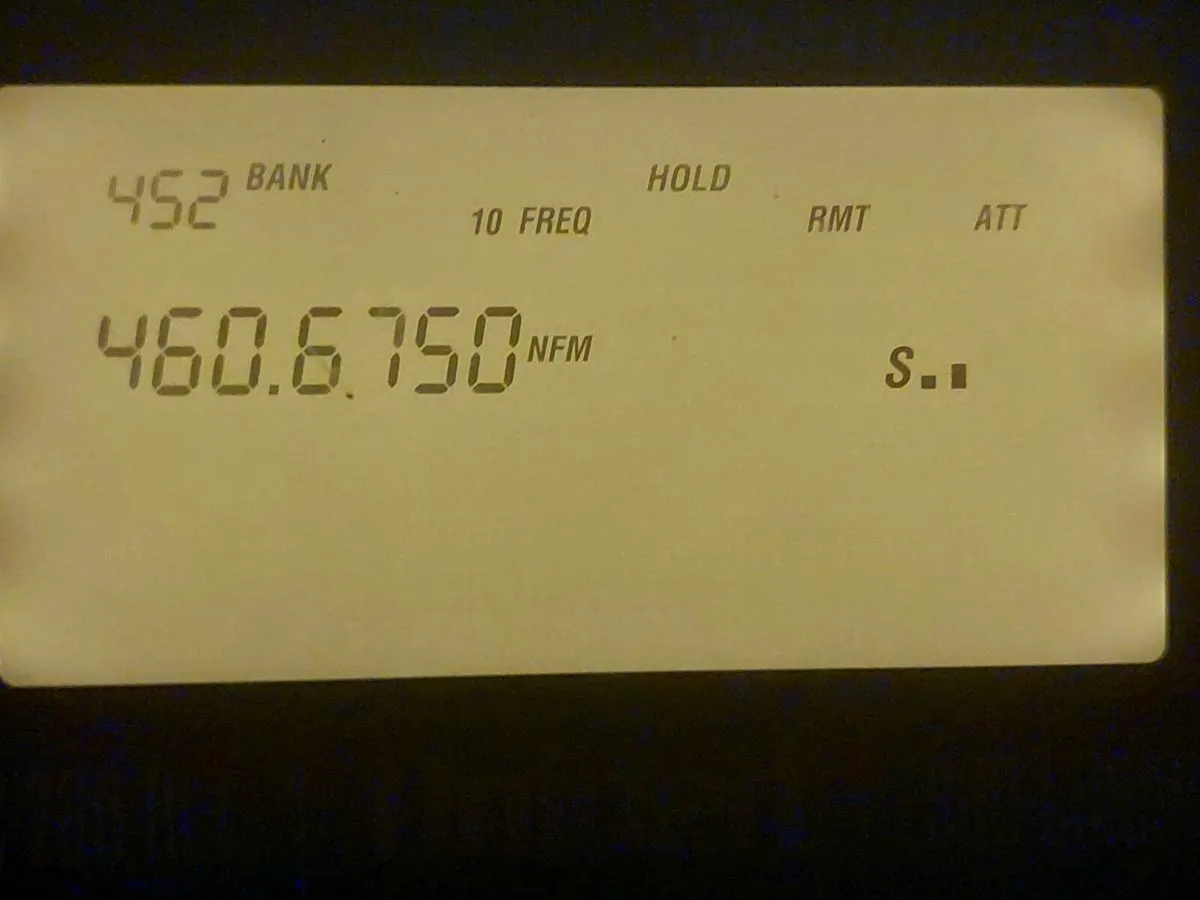 452 BANK HOLD
10 FREQ RMT ATT
460.6750 NFM S